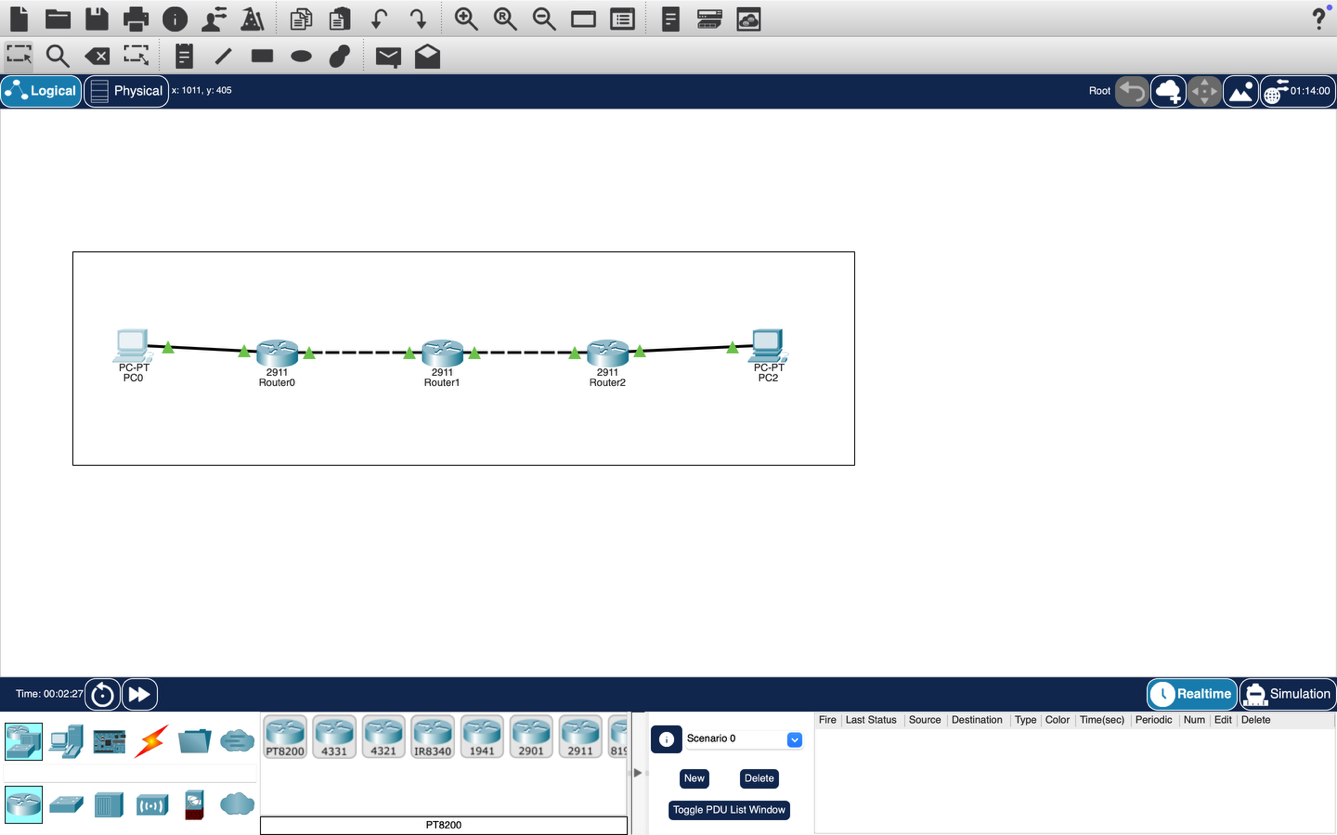 ?
Logical
Physical
x: 1011, y: 405
Root
01:14:00
PC-PT
PC0
2911
Router0
2911
Router1
2911
Router2
PC-PT
PC2
Time: 00:02:27
Realtime
Simulation
PT8200
4331
4321
IR8340
1941
2901
2911
819
PT8200
Scenario 0
New
Delete
Toggle PDU List Window
Fire Last Status Source Destination Type Color Time(sec) Periodic Num Edit Delete